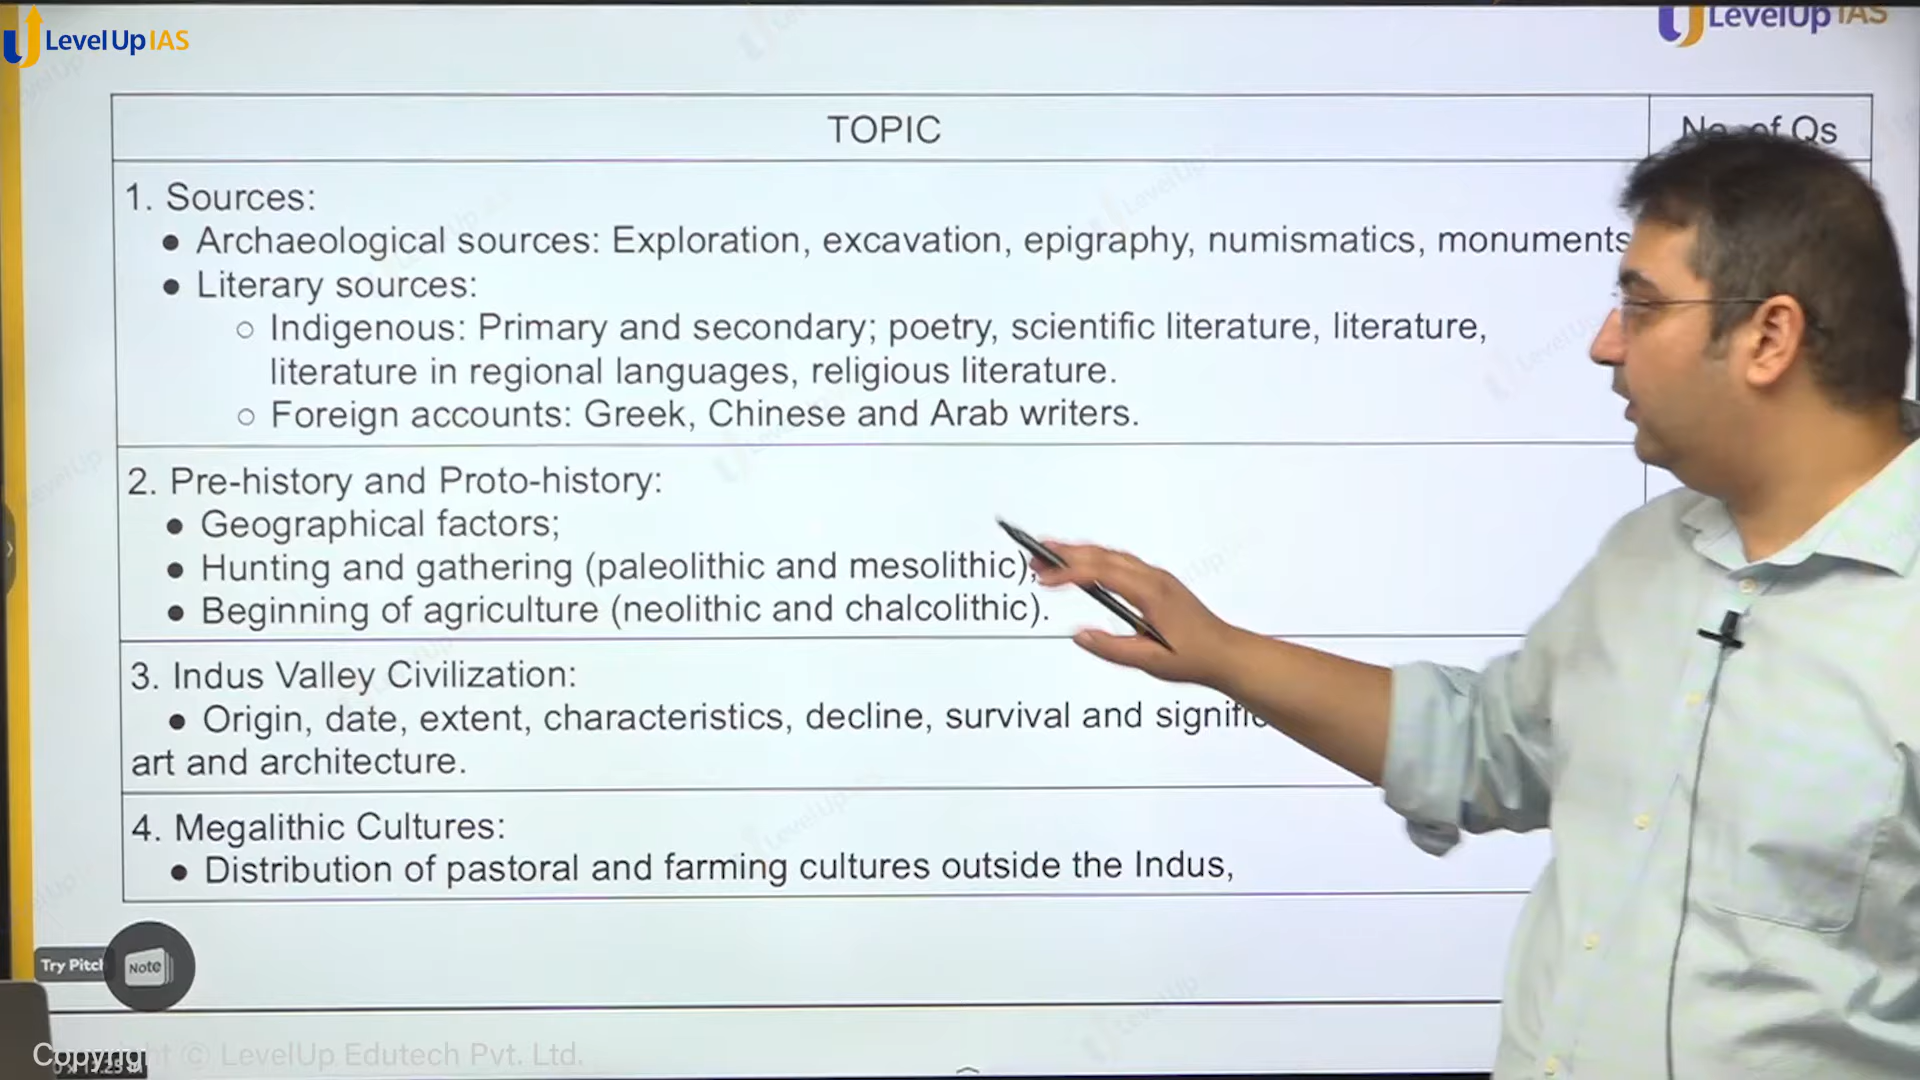 LevelUp IAS
LevelUp IAS
TOPIC
No. of Qs
1. Sources:
● Archaeological sources: Exploration, excavation, epigraphy, numismatics, monuments
● Literary sources:
○ Indigenous: Primary and secondary; poetry, scientific literature, literature,
literature in regional languages, religious literature.
○ Foreign accounts: Greek, Chinese and Arab writers.
2. Pre-history and Proto-history:
● Geographical factors;
● Hunting and gathering (paleolithic and mesolithic);
● Beginning of agriculture (neolithic and chalcolithic).
3. Indus Valley Civilization:
● Origin, date, extent, characteristics, decline, survival and
art and architecture.
4. Megalithic Cultures:
● Distribution of pastoral and farming cultures outside the Indus,
Try Pitch
Note
Copyright © LevelUp Edutech Pvt. Ltd.